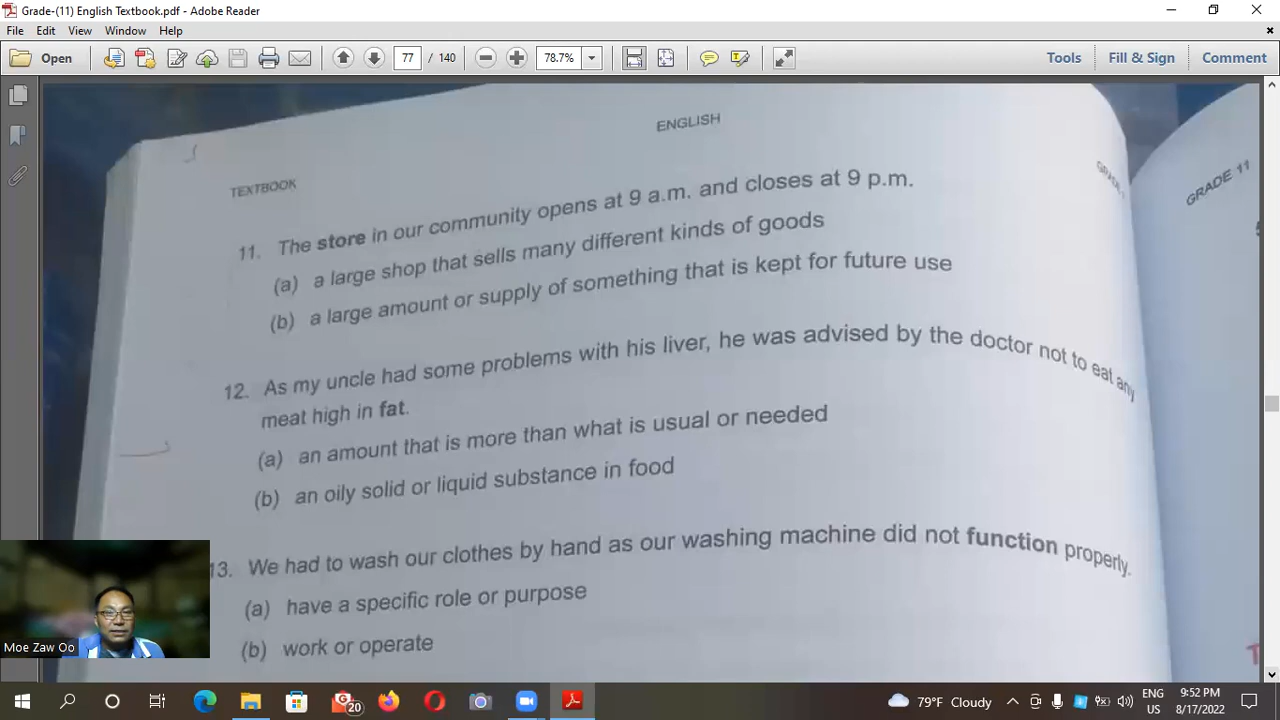 Grade-(11) English Textbook.pdf - Adobe Reader
File Edit View Window Help
Open 77 / 140 78.7% Tools Fill & Sign Comment
ENGLISH
TEXTBOOK
GRADE 11
11. The store in our community opens at 9 a.m. and closes at 9 p.m.
(a) a large shop that sells many different kinds of goods
(b) a large amount or supply of something that is kept for future use
12. As my uncle had some problems with his liver, he was advised by the doctor not to eat any
meat high in fat.
(a) an amount that is more than what is usual or needed
(b) an oily solid or liquid substance in food
13. We had to wash our clothes by hand as our washing machine did not function properly.
(a) have a specific role or purpose
(b) work or operate
Moe Zaw Oo
20
79°F Cloudy
ENG
US
9:52 PM
8/17/2022